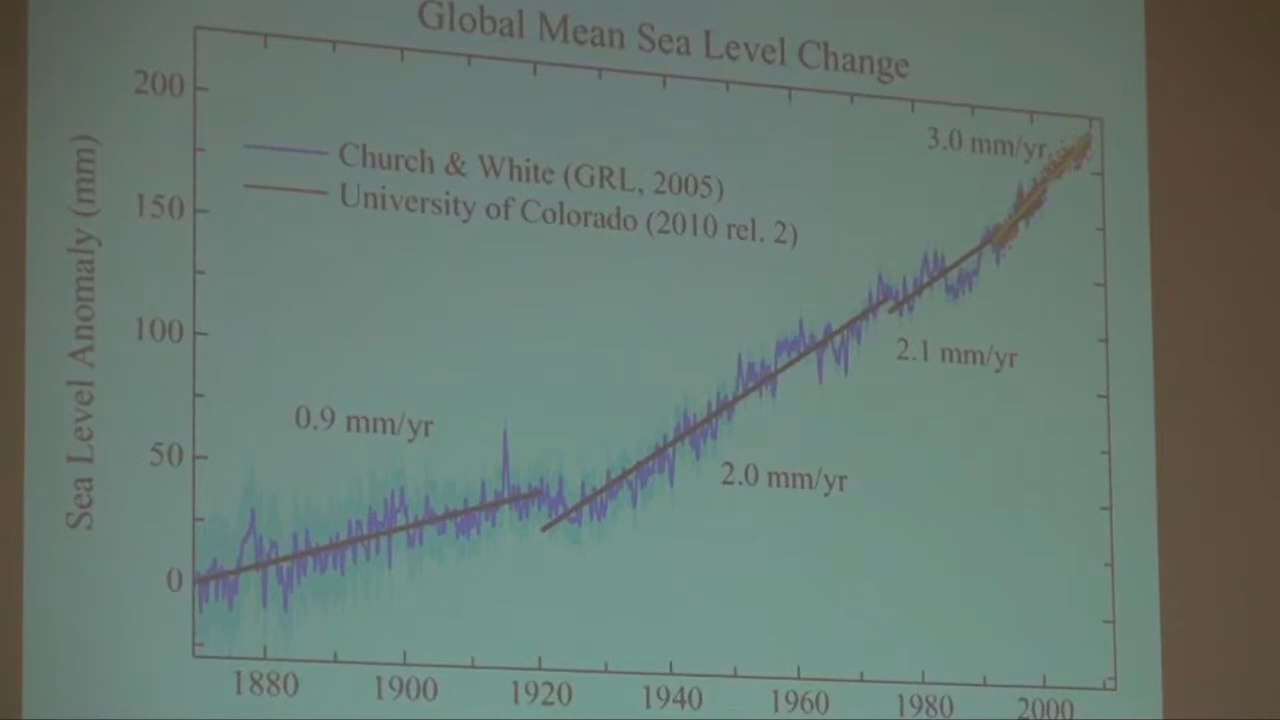 Global Mean Sea Level Change
200
150
100
50
0
Sea Level Anomaly (mm)
Church & White (GRL, 2005)
University of Colorado (2010 rel. 2)
3.0 mm/yr
2.1 mm/yr
2.0 mm/yr
0.9 mm/yr
1880 1900 1920 1940 1960 1980 2000